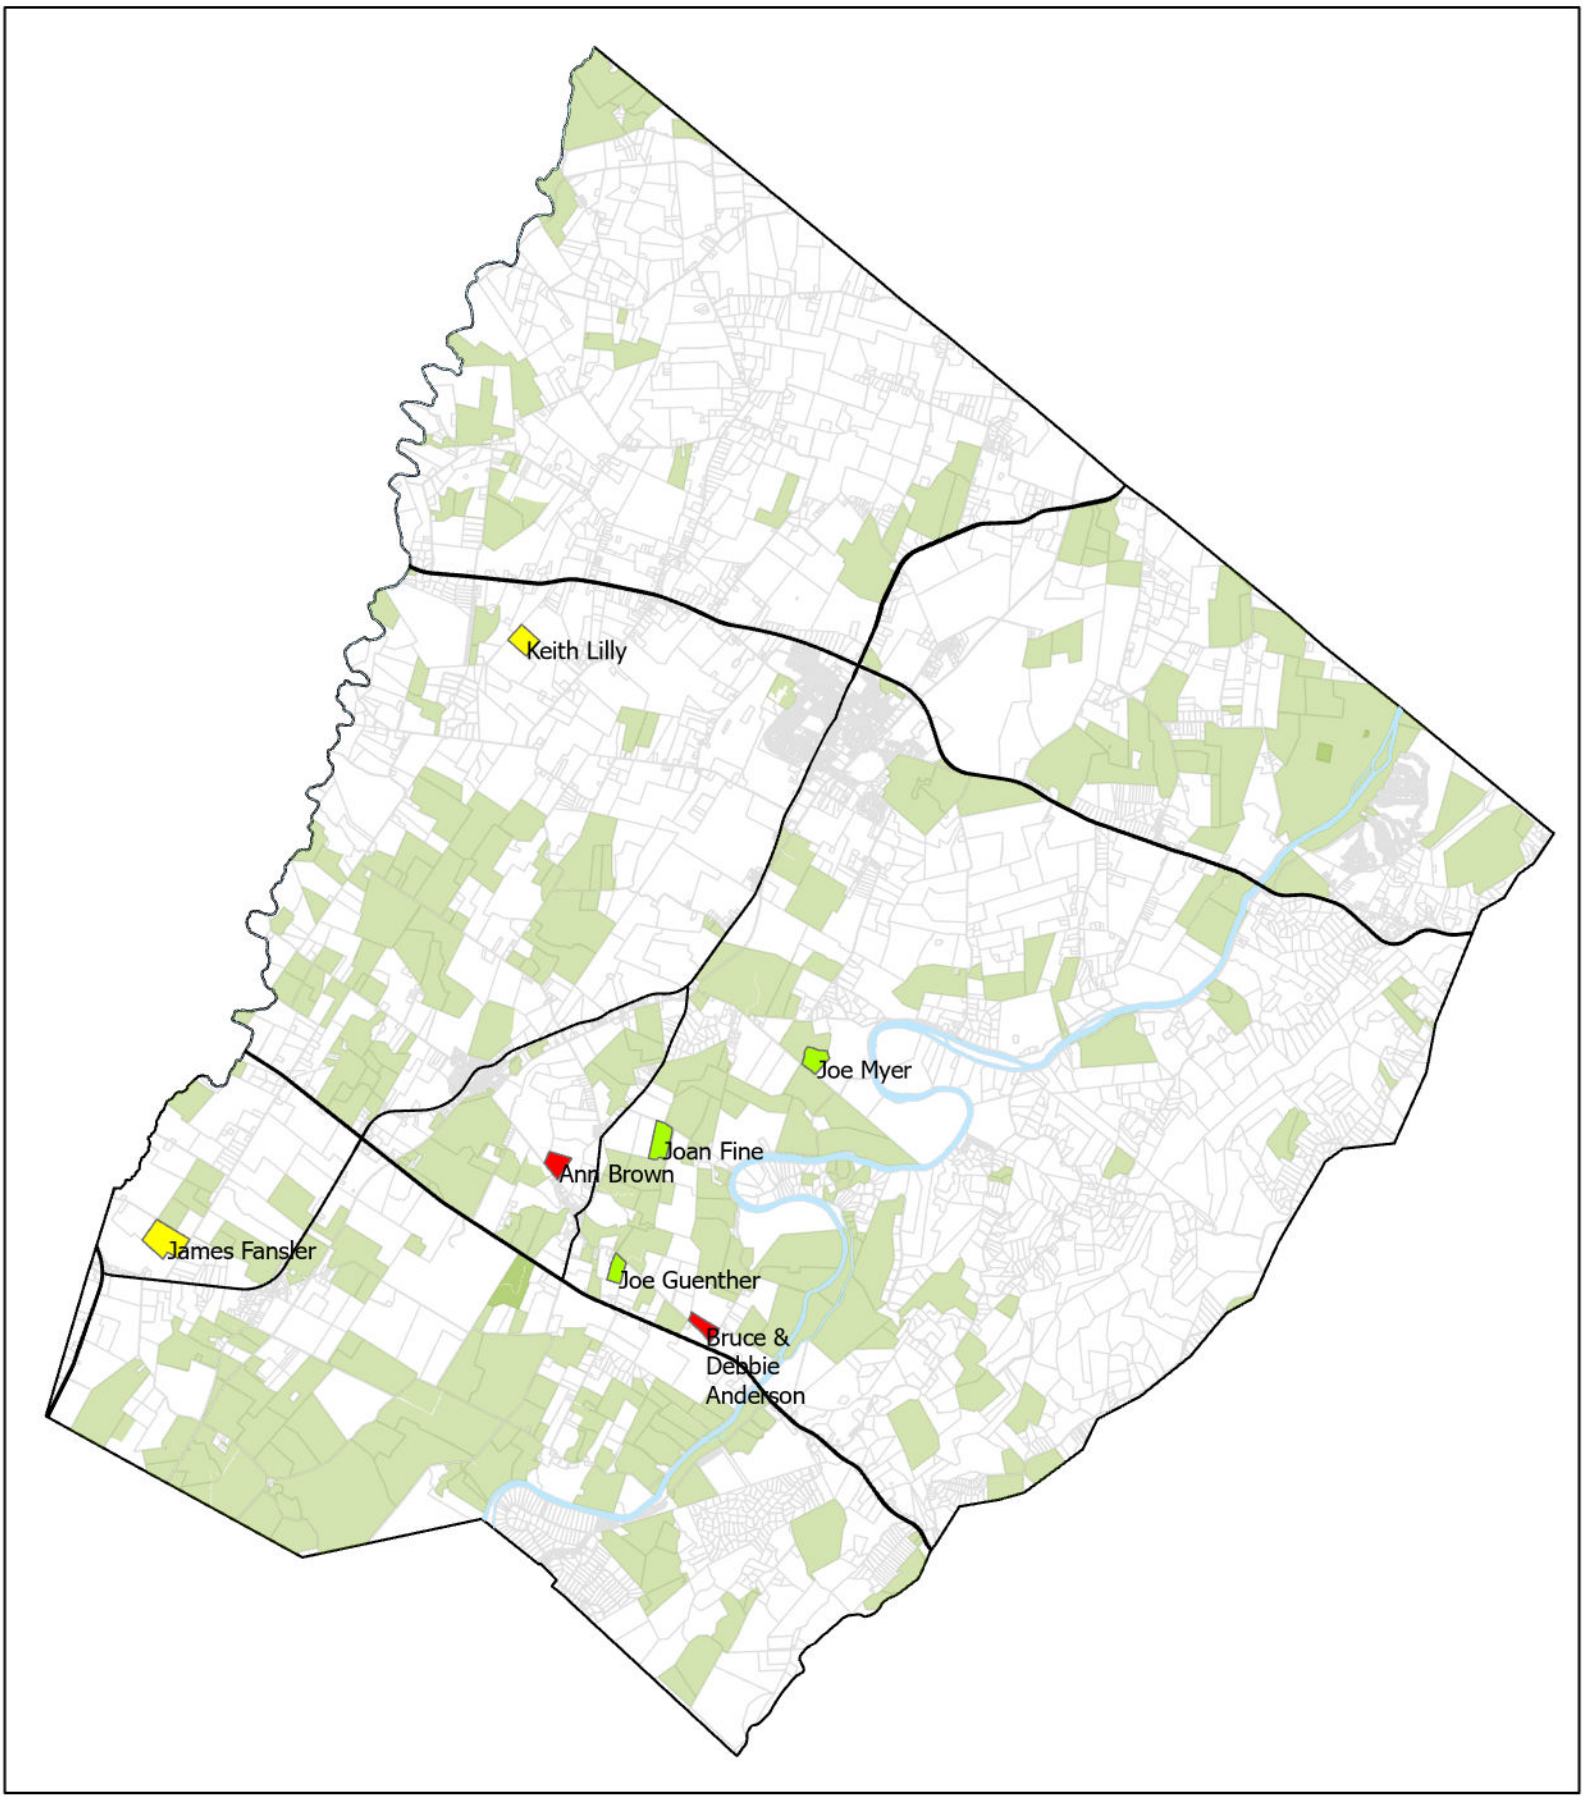 Keith Lilly
Joe Myer
Joan Fine
Ann Brown
James Fansler
Joe Guenther
Bruce &
Debbie
Anderson